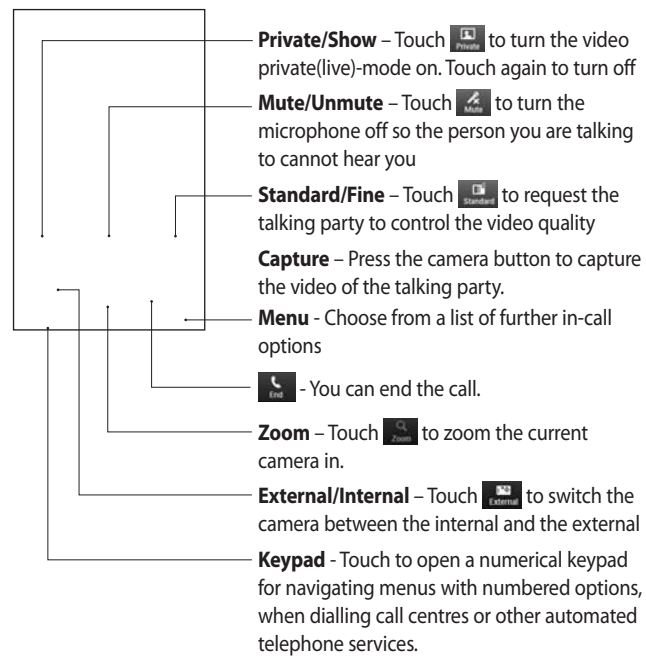 Private/Show – Touch Private to turn the video
private(live)-mode on. Touch again to turn off
Mute/Unmute – Touch Mute to turn the
microphone off so the person you are talking
to cannot hear you
Standard/Fine – Touch Standard to request the
talking party to control the video quality
Capture – Press the camera button to capture
the video of the talking party.
Menu - Choose from a list of further in-call
options
End - You can end the call.
Zoom – Touch Zoom to zoom the current
camera in.
External/Internal – Touch External to switch the
camera between the internal and the external
Keypad - Touch to open a numerical keypad
for navigating menus with numbered options,
when dialling call centres or other automated
telephone services.